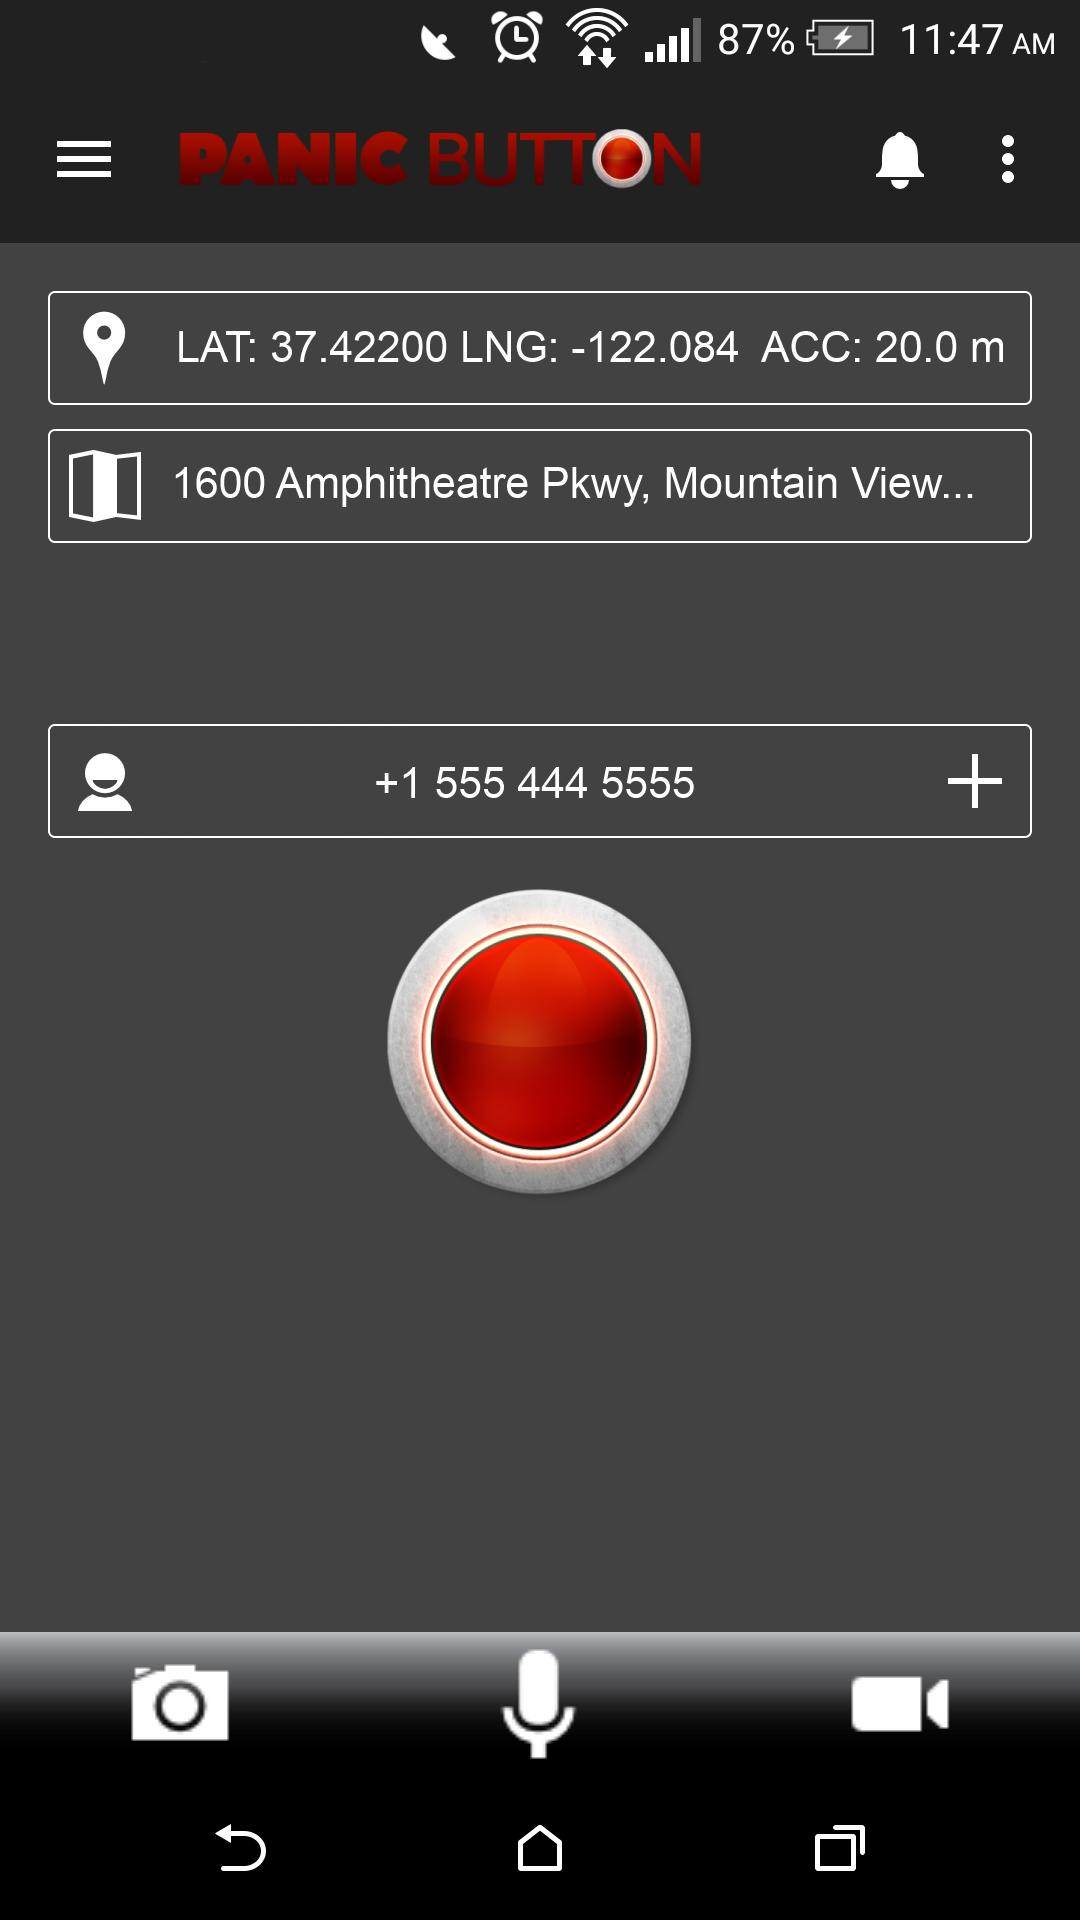 87% 11:47 AM
PANIC BUTTON
LAT: 37.42200 LNG: -122.084 ACC: 20.0 m
1600 Amphitheatre Pkwy, Mountain View...
+1 555 444 5555